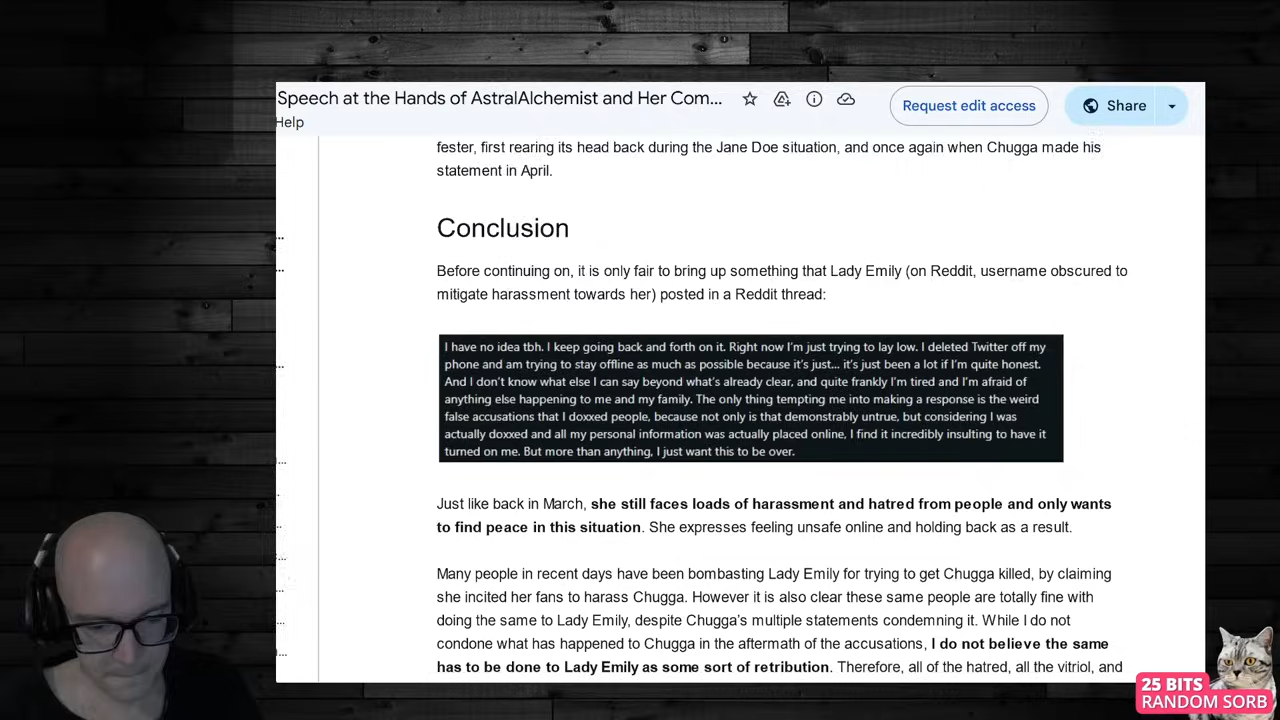 Speech at the Hands of AstralAlchemist and Her Com...
Request edit access
Share
Help
fester, first rearing its head back during the Jane Doe situation, and once again when Chugga made his
statement in April.
Conclusion
Before continuing on, it is only fair to bring up something that Lady Emily (on Reddit, username obscured to
mitigate harassment towards her) posted in a Reddit thread:
I have no idea tbh. I keep going back and forth on it. Right now I'm just trying to lay low. I deleted Twitter off my
phone and am trying to stay offline as much as possible because it's just... it's just been a lot if I'm quite honest.
And I don't know what else I can say beyond what's already clear, and quite frankly I'm tired and I'm afraid of
anything else happening to me and my family. The only thing tempting me into making a response is the weird
false accusations that I doxxed people, because not only is that demonstrably untrue, but considering I was
actually doxxed and all my personal information was actually placed online, I find it incredibly insulting to have it
turned on me. But more than anything, I just want this to be over.
Just like back in March, she still faces loads of harassment and hatred from people and only wants
to find peace in this situation. She expresses feeling unsafe online and holding back as a result.
Many people in recent days have been bombasting Lady Emily for trying to get Chugga killed, by claiming
she incited her fans to harass Chugga. However it is also clear these same people are totally fine with
doing the same to Lady Emily, despite Chugga's multiple statements condemning it. While I do not
condone what has happened to Chugga in the aftermath of the accusations, I do not believe the same
has to be done to Lady Emily as some sort of retribution. Therefore, all of the hatred, all the vitriol, and
25 BITS
RANDOM SORB